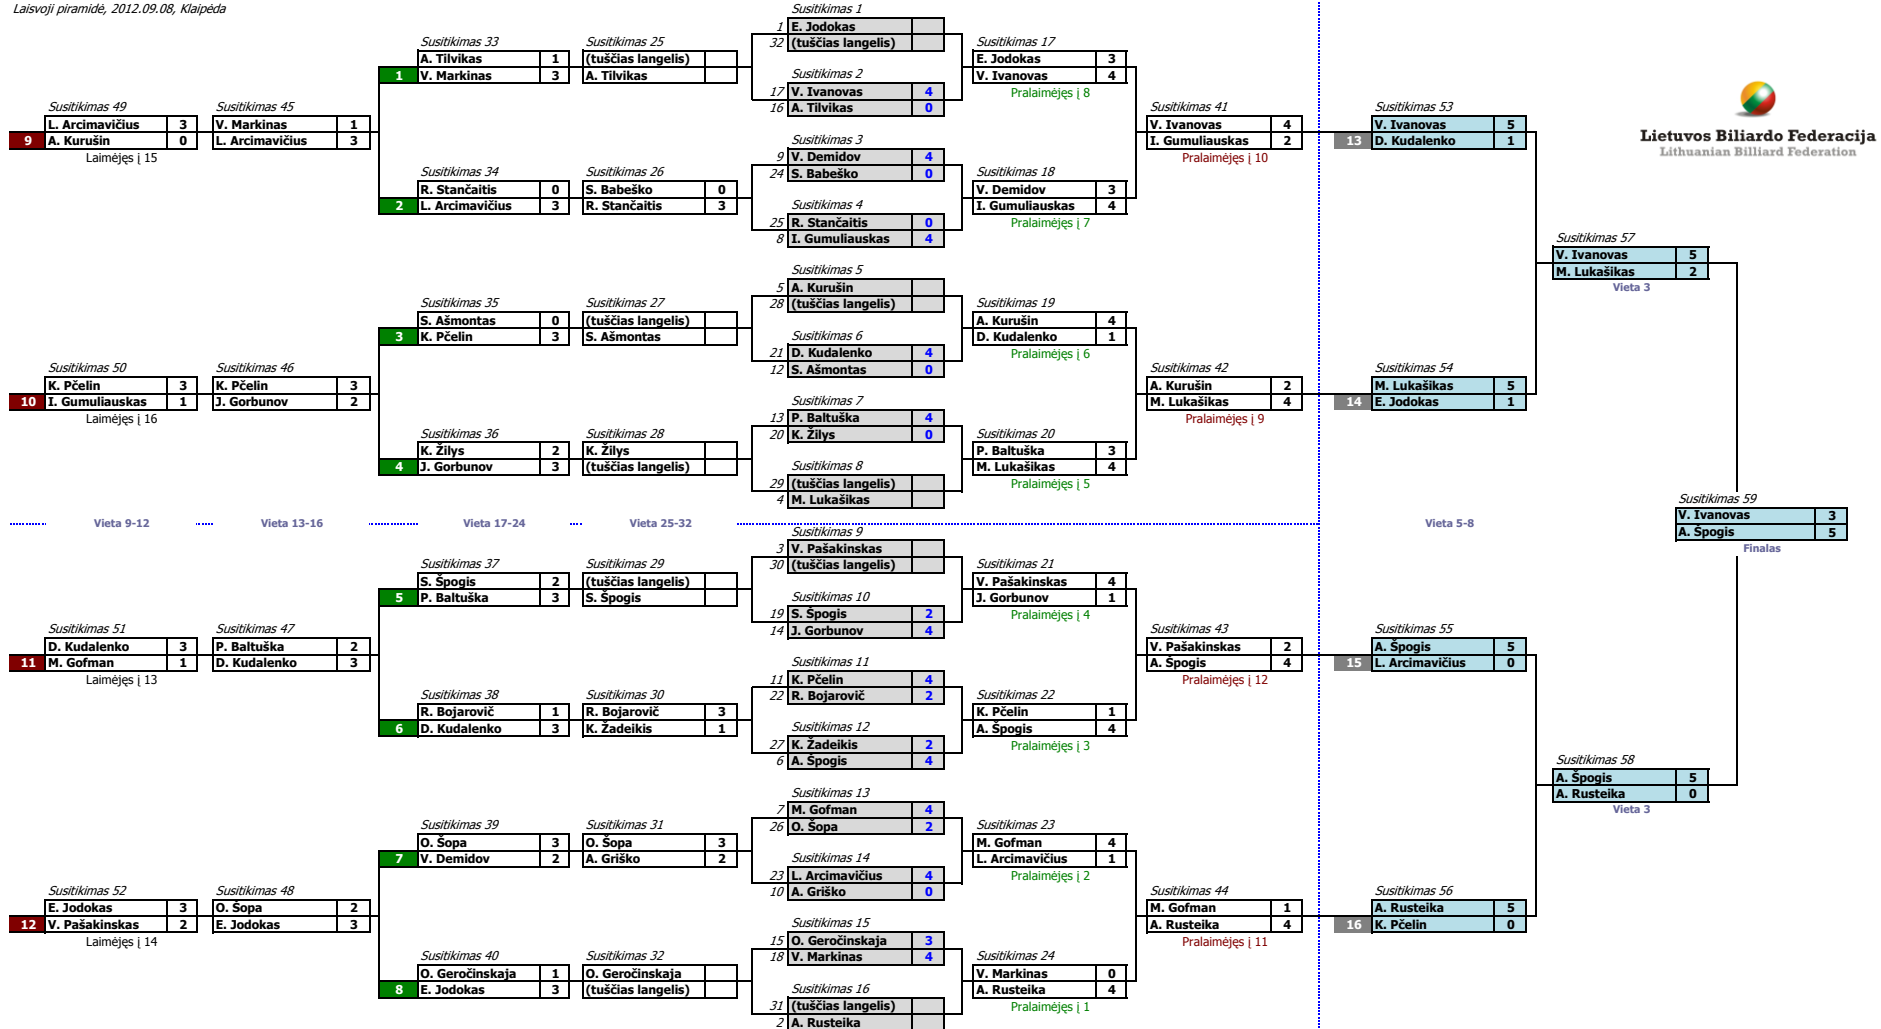 Laisvoji piramidė, 2012.09.08, Klaipėda
Susitikimas 49
L. Arcimavičius 3
9 A. Kurušin 0
Laimėjęs į 15
Susitikimas 50
K. Pčelin 3
10 I. Gumuliauskas 1
Laimėjęs į 16
Vieta 9-12
Susitikimas 51
D. Kudalenko 3
11 M. Gofman 1
Laimėjęs į 13
Susitikimas 52
E. Jodokas 3
12 V. Pašakinskas 2
Laimėjęs į 14
Susitikimas 45
V. Markinas 1
L. Arcimavičius 3
Susitikimas 46
K. Pčelin 3
J. Gorbunov 2
Vieta 13-16
Susitikimas 47
P. Baltuška 2
D. Kudalenko 3
Susitikimas 48
O. Šopa 2
E. Jodokas 3
Susitikimas 33
A. Tilvikas 1
1 V. Markinas 3
Susitikimas 34
R. Stančaitis 0
2 L. Arcimavičius 3
Susitikimas 35
S. Ašmontas 0
3 K. Pčelin 3
Susitikimas 36
K. Žilys 2
4 J. Gorbunov 3
Vieta 17-24
Susitikimas 37
S. Špogis 2
5 P. Baltuška 3
Susitikimas 38
R. Bojarovič 1
6 D. Kudalenko 3
Susitikimas 39
O. Šopa 3
7 V. Demidov 2
Susitikimas 40
O. Geročinskaja 1
8 E. Jodokas 3
Susitikimas 25
(tuščias langelis)
A. Tilvikas
Susitikimas 26
S. Babeško 0
R. Stančaitis 3
Susitikimas 27
(tuščias langelis)
S. Ašmontas
Susitikimas 28
K. Žilys
(tuščias langelis)
Vieta 25-32
Susitikimas 29
(tuščias langelis)
S. Špogis
Susitikimas 30
R. Bojarovič 3
K. Žadeikis 1
Susitikimas 31
O. Šopa 3
A. Griško 2
Susitikimas 32
O. Geročinskaja
(tuščias langelis)
Susitikimas 1
1 E. Jodokas
32 (tuščias langelis)
Susitikimas 2
17 V. Ivanovas 4
16 A. Tilvikas 0
Susitikimas 3
9 V. Demidov 4
24 S. Babeško 0
Susitikimas 4
25 R. Stančaitis 0
8 I. Gumuliauskas 4
Susitikimas 5
5 A. Kurušin
28 (tuščias langelis)
Susitikimas 6
21 D. Kudalenko 4
12 S. Ašmontas 0
Susitikimas 7
13 P. Baltuška 4
20 K. Žilys 0
Susitikimas 8
29 (tuščias langelis)
4 M. Lukašikas
Susitikimas 9
3 V. Pašakinskas
30 (tuščias langelis)
Susitikimas 10
19 S. Špogis 2
14 J. Gorbunov 4
Susitikimas 11
11 K. Pčelin 4
22 R. Bojarovič 2
Susitikimas 12
27 K. Žadeikis 2
6 A. Špogis 4
Susitikimas 13
7 M. Gofman 4
26 O. Šopa 2
Susitikimas 14
23 L. Arcimavičius 4
10 A. Griško 0
Susitikimas 15
15 O. Geročinskaja 3
18 V. Markinas 4
Susitikimas 16
31 (tuščias langelis)
2 A. Rusteika
Susitikimas 17
E. Jodokas 3
V. Ivanovas 4
Pralaimėjęs į 8
Susitikimas 18
V. Demidov 3
I. Gumuliauskas 4
Pralaimėjęs į 7
Susitikimas 19
A. Kurušin 4
D. Kudalenko 1
Pralaimėjęs į 6
Susitikimas 20
P. Baltuška 3
M. Lukašikas 4
Pralaimėjęs į 5
Susitikimas 21
V. Pašakinskas 4
J. Gorbunov 1
Pralaimėjęs į 4
Susitikimas 22
K. Pčelin 1
A. Špogis 4
Pralaimėjęs į 3
Susitikimas 23
M. Gofman 4
L. Arcimavičius 1
Pralaimėjęs į 2
Susitikimas 24
V. Markinas 0
A. Rusteika 4
Pralaimėjęs į 1
Susitikimas 41
V. Ivanovas 4
I. Gumuliauskas 2
Pralaimėjęs į 10
Susitikimas 42
A. Kurušin 2
M. Lukašikas 4
Pralaimėjęs į 9
Susitikimas 43
V. Pašakinskas 2
A. Špogis 4
Pralaimėjęs į 12
Susitikimas 44
M. Gofman 1
A. Rusteika 4
Pralaimėjęs į 11
Susitikimas 53
V. Ivanovas 5
13 D. Kudalenko 1
Susitikimas 54
M. Lukašikas 5
14 E. Jodokas 1
Vieta 5-8
Susitikimas 55
A. Špogis 5
15 L. Arcimavičius 0
Susitikimas 56
A. Rusteika 5
16 K. Pčelin 0
Susitikimas 57
V. Ivanovas 5
M. Lukašikas 2
Vieta 3
Susitikimas 58
A. Špogis 5
A. Rusteika 0
Vieta 3
Susitikimas 59
V. Ivanovas 3
A. Špogis 5
Finalas
Lietuvos Biliardo Federacija
Lithuanian Billiard Federation